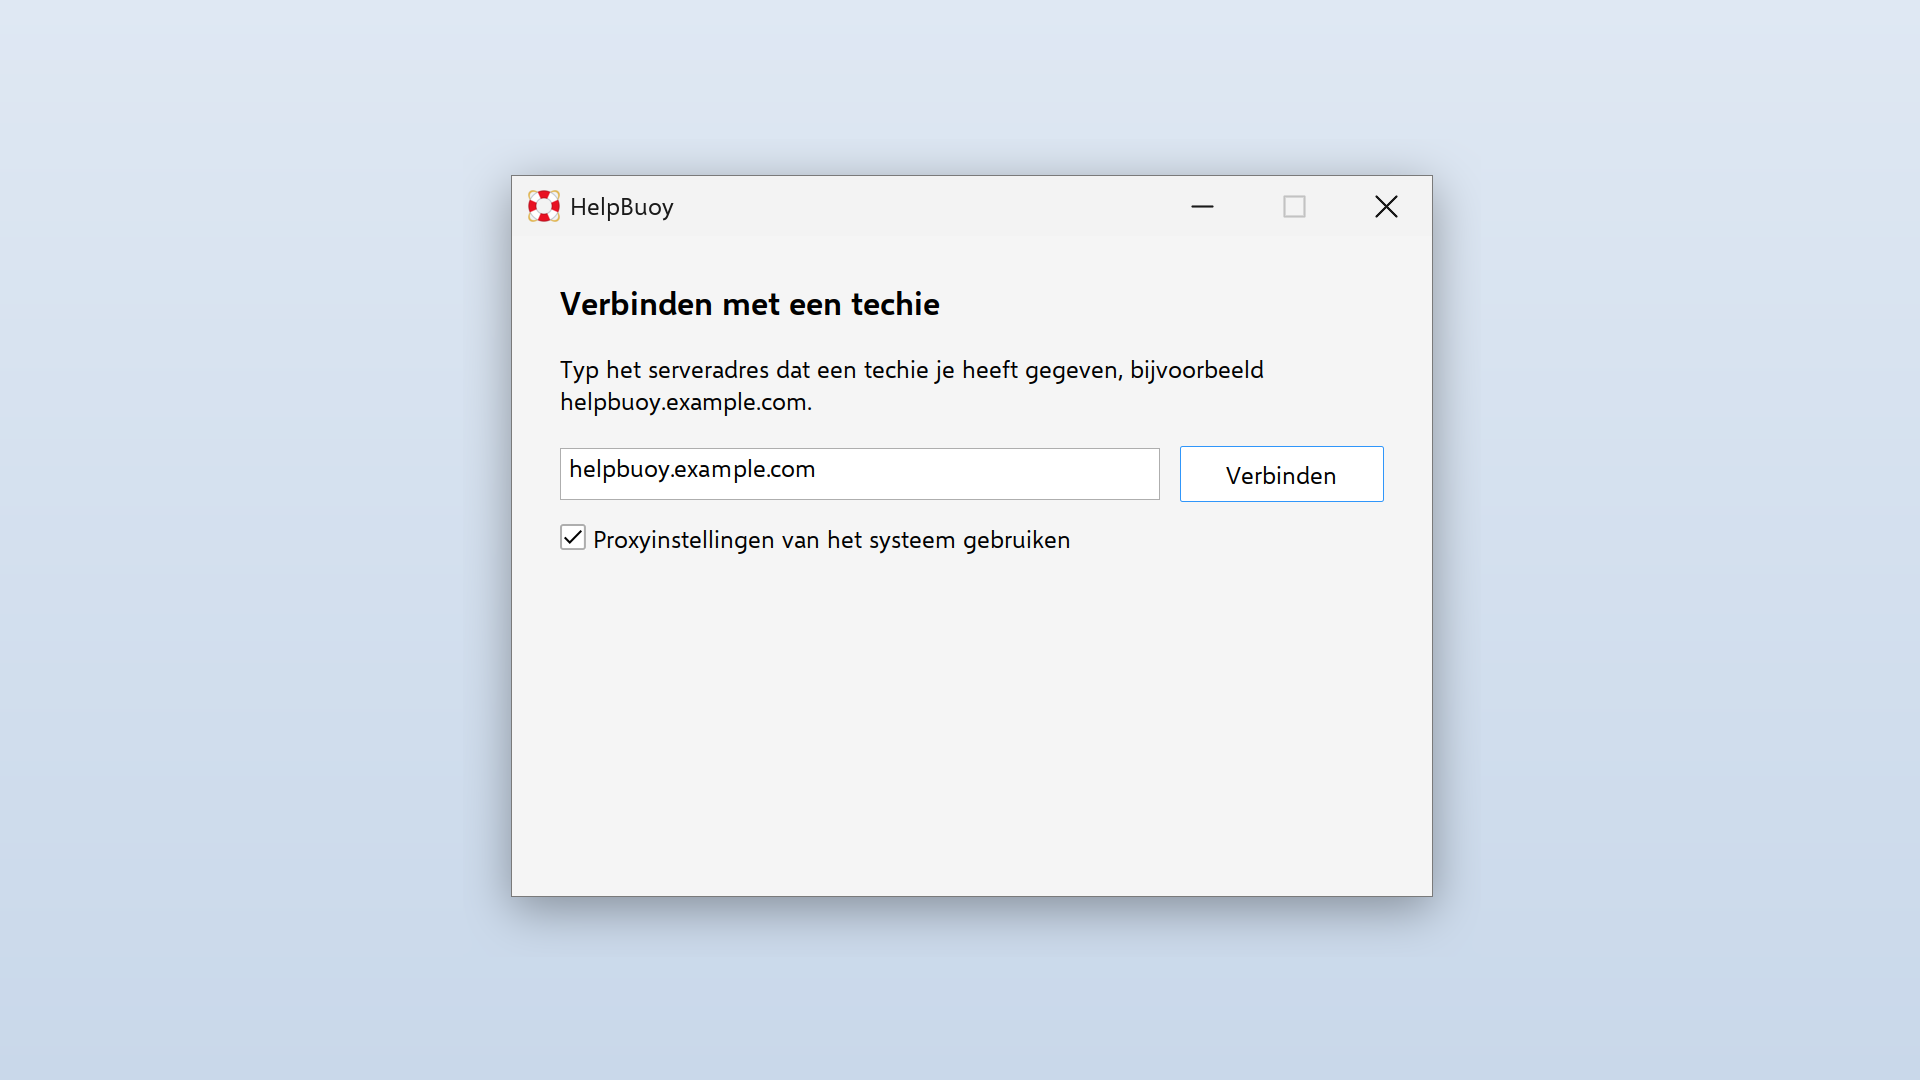 HelpBuoy
Verbinden met een techie
Typ het serveradres dat een techie je heeft gegeven, bijvoorbeeld
helpbuoy.example.com.
helpbuoy.example.com
Verbinden
Proxyinstellingen van het systeem gebruiken